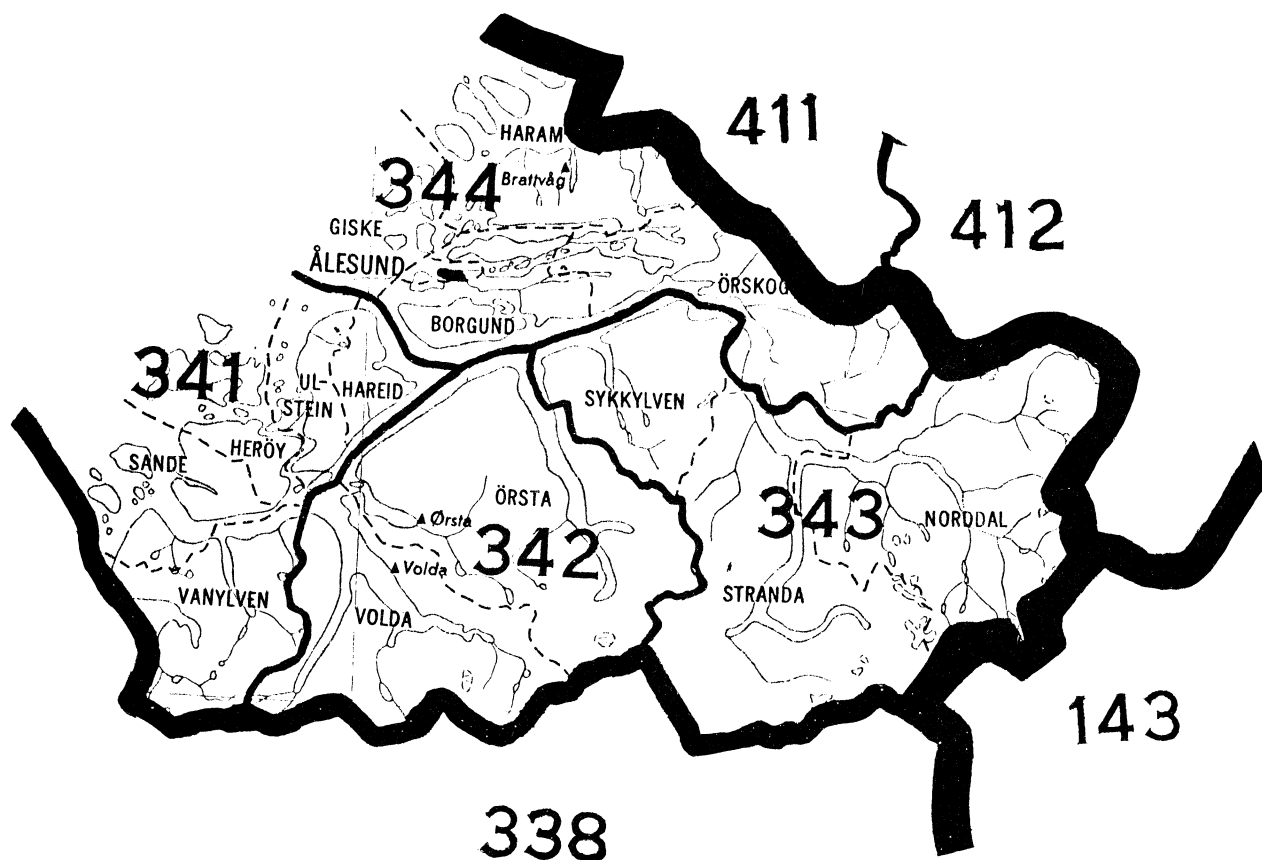 411
HARAM
344
Brattvåg
412
GISKE
ÅLESUND
ÖRSKOG
BORGUND
341
UL-
STEIN
HAREID
SYKKYLVEN
HERÖY
SANDE
ÖRSTA
343
Ørsta
NORDDAL
342
Volda
VANYLVEN
STRANDA
VOLDA
143
338